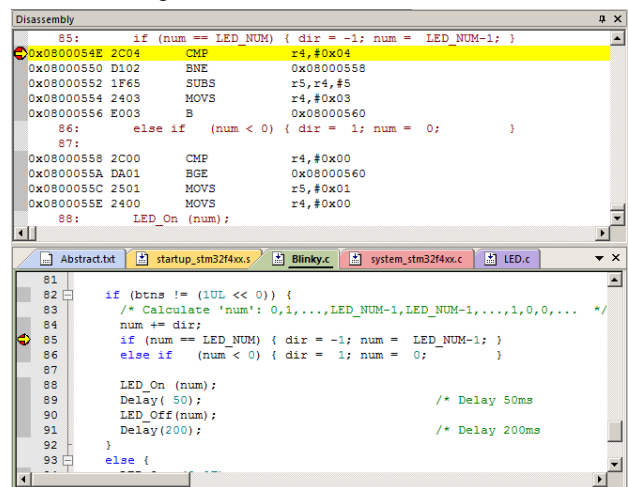 Disassembly
85: if (num == LED_NUM) { dir = -1; num = LED_NUM-1; }
0x0800054E 2C04 CMP r4,#0x04
0x08000550 D102 BNE 0x08000558
0x08000552 1F65 SUBS r5,r4,#5
0x08000554 2403 MOVS r4,#0x03
0x08000556 E003 B 0x08000560
86: else if (num < 0) { dir = 1; num = 0; }
87:
0x08000558 2C00 CMP r4,#0x00
0x0800055A DA01 BGE 0x08000560
0x0800055C 2501 MOVS r5,#0x01
0x0800055E 2400 MOVS r4,#0x00
88: LED_On (num);
Abstract.txt startup_stm32f4xx.s Blinky.c system_stm32f4xx.c LED.c
81
82 if (btns != (1UL << 0)) {
83 /* Calculate 'num': 0,1,...,LED_NUM-1,LED_NUM-1,...,1,0,0,... */
84 num += dir;
85 if (num == LED_NUM) { dir = -1; num = LED_NUM-1; }
86 else if (num < 0) { dir = 1; num = 0; }
87
88 LED_On (num);
89 Delay( 50); /* Delay 50ms
90 LED_Off(num);
91 Delay(200); /* Delay 200ms
92 }
93 else {